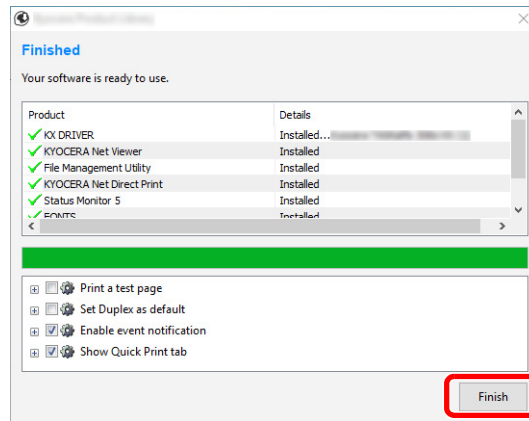 Finished
Your software is ready to use.
Product Details
KX DRIVER Installed...
KYOCERA Net Viewer Installed
File Management Utility Installed
KYOCERA Net Direct Print Installed
Status Monitor 5 Installed
FONTS Installed
Print a test page
Set Duplex as default
Enable event notification
Show Quick Print tab
Finish